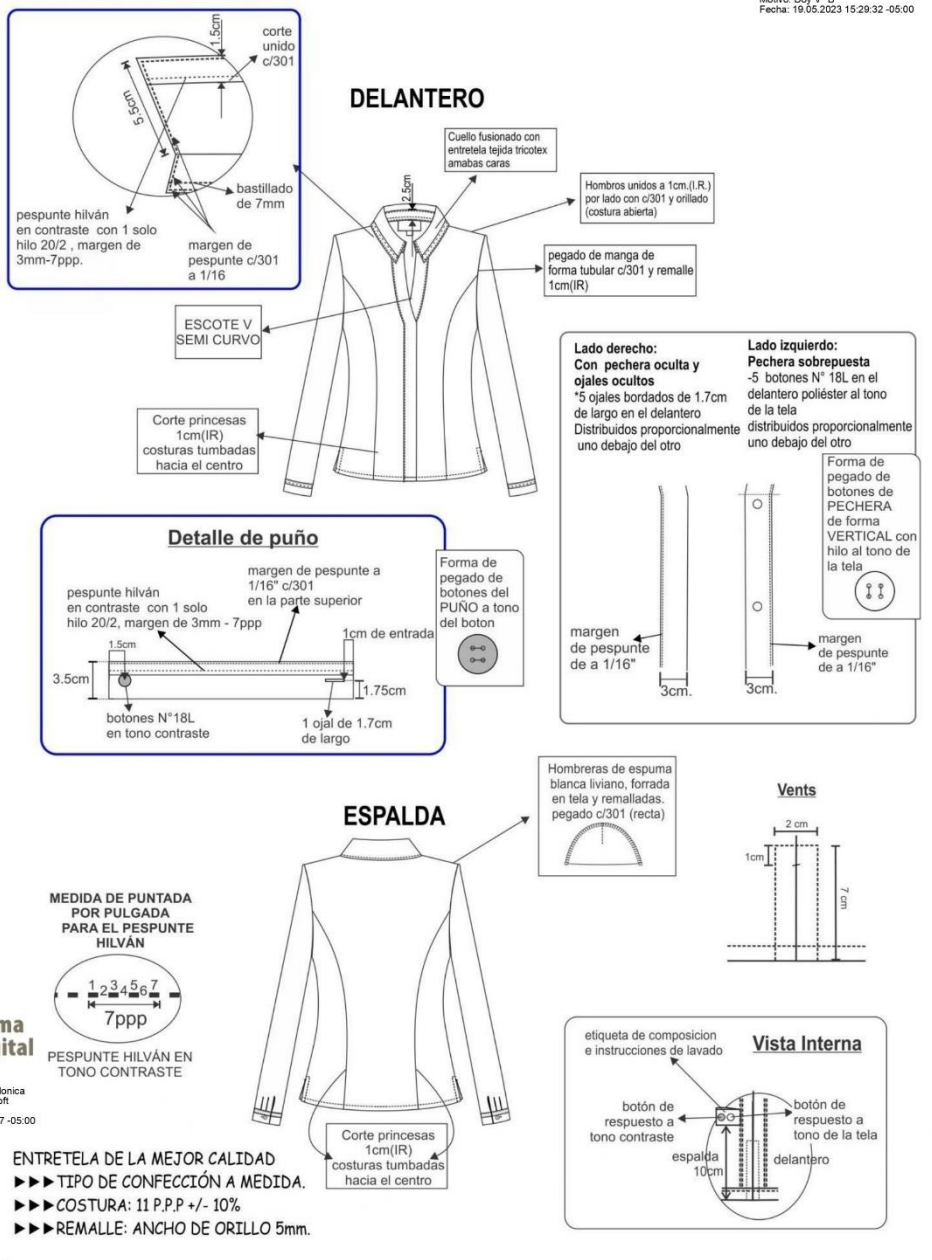 Fecha: 19.05.2023 15:29:32 -05:00
1.5cm
corte
unido
c/301
5.5cm
bastillado
de 7mm
pespunte hilván
en contraste con 1 solo
hilo 20/2 , margen de
3mm-7ppp.
margen de
pespunte c/301
a 1/16
DELANTERO
Cuello fusionado con
entretela tejida tricotex
amabas caras
2.5cm
Hombros unidos a 1cm.(I.R.)
por lado con c/301 y orillado
(costura abierta)
pegado de manga de
forma tubular c/301 y remalle
1cm(IR)
ESCOTE V
SEMI CURVO
Corte princesas
1cm(IR)
costuras tumbadas
hacia el centro
Lado derecho:
Con pechera oculta y
ojales ocultos
*5 ojales bordados de 1.7cm
de largo en el delantero
Distribuidos proporcionalmente
uno debajo del otro
Lado izquierdo:
Pechera sobrepuesta
-5 botones N° 18L en el
delantero poliéster al tono
de la tela
distribuidos proporcionalmente
uno debajo del otro
Forma de
pegado de
botones de
PECHERA
de forma
VERTICAL con
hilo al tono de
la tela
margen
de pespunte
de a 1/16"
3cm.
3cm.
margen
de pespunte
de a 1/16"
Detalle de puño
pespunte hilván
en contraste con 1 solo
hilo 20/2, margen de 3mm - 7ppp
margen de pespunte a
1/16" c/301
en la parte superior
1cm de entrada
1.5cm
3.5cm
1.75cm
botones N°18L
en tono contraste
1 ojal de 1.7cm
de largo
Forma de
pegado de
botones del
PUÑO a tono
del boton
ESPALDA
Hombreras de espuma
blanca liviano, forrada
en tela y remalladas.
pegado c/301 (recta)
Vents
2 cm
1cm
7 cm
MEDIDA DE PUNTADA
POR PULGADA
PARA EL PESPUNTE
HILVÁN
1 2 3 4 5 6 7
7ppp
PESPUNTE HILVÁN EN
TONO CONTRASTE
Corte princesas
1cm(IR)
costuras tumbadas
hacia el centro
etiqueta de composicion
e instrucciones de lavado
Vista Interna
botón de
respuesto a
tono contraste
botón de
respuesto a
tono de la tela
espalda
10cm
delantero
7 -05:00
ENTRETELA DE LA MEJOR CALIDAD
►►►TIPO DE CONFECCIÓN A MEDIDA.
►►►COSTURA: 11 P.P.P +/- 10%
►►►REMALLE: ANCHO DE ORILLO 5mm.